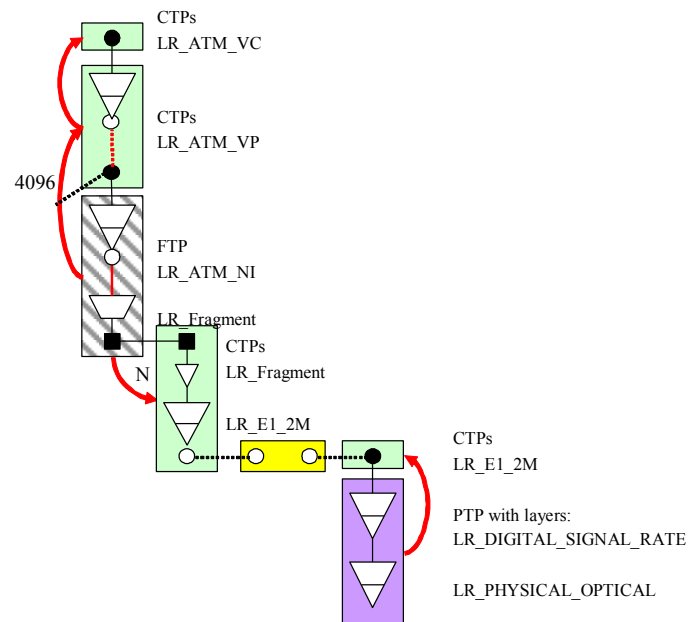 CTPs
LR_ATM_VC
CTPs
LR_ATM_VP
4096
FTP
LR_ATM_NI
LR_Fragment
CTPs
N
LR_Fragment
LR_E1_2M
CTPs
LR_E1_2M
PTP with layers:
LR_DIGITAL_SIGNAL_RATE
LR_PHYSICAL_OPTICAL